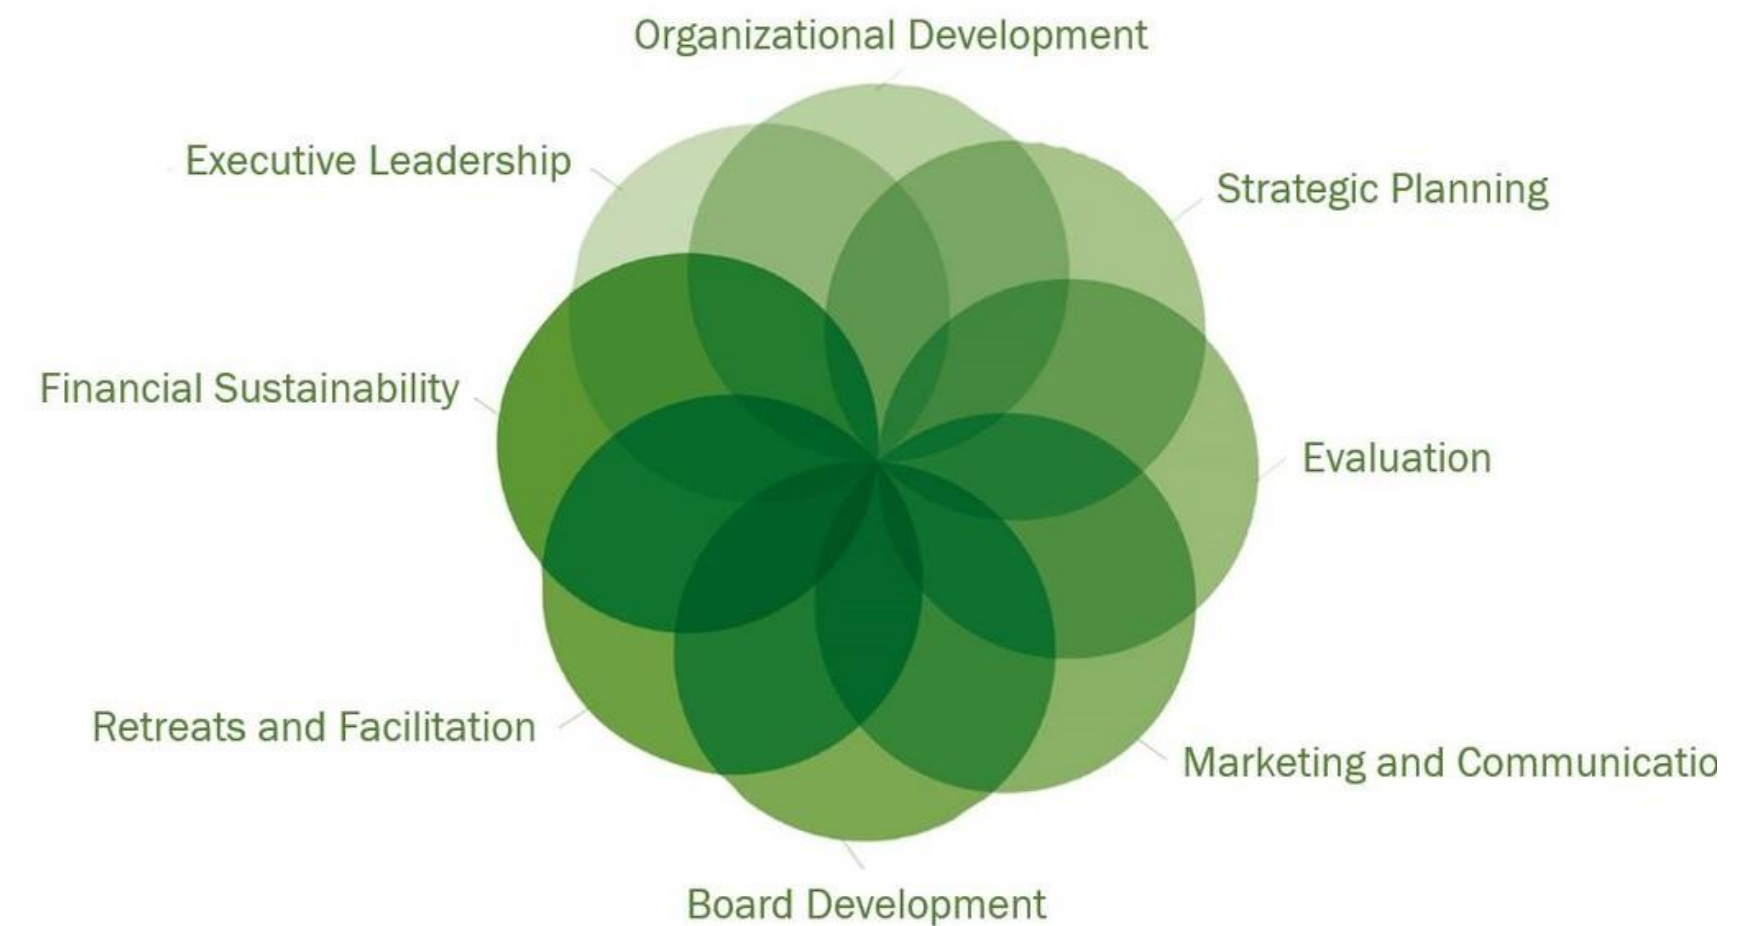 Organizational Development
Executive Leadership
Strategic Planning
Financial Sustainability
Evaluation
Retreats and Facilitation
Marketing and Communicatio
Board Development